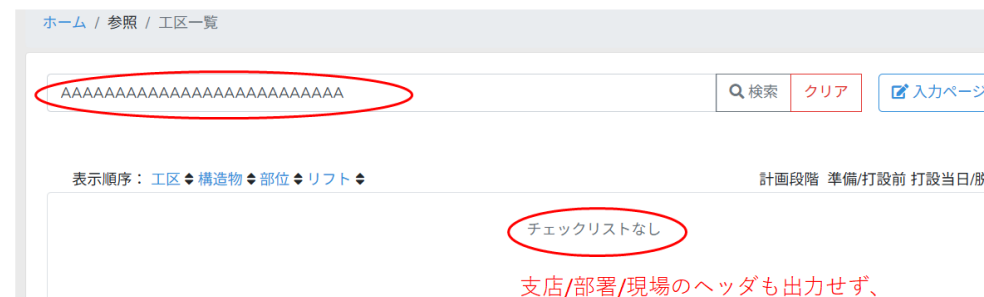 ホーム / 参照 / 工区一覧
AAAAAAAAAAAAAAAAAAAAAAAAAA 検索 クリア 入力ページ
表示順序： 工区 構造物 部位 リフト 計画段階 準備/打設前 打設当日/脱
チェックリストなし
支店/部署/現場のヘッダも出力せず、